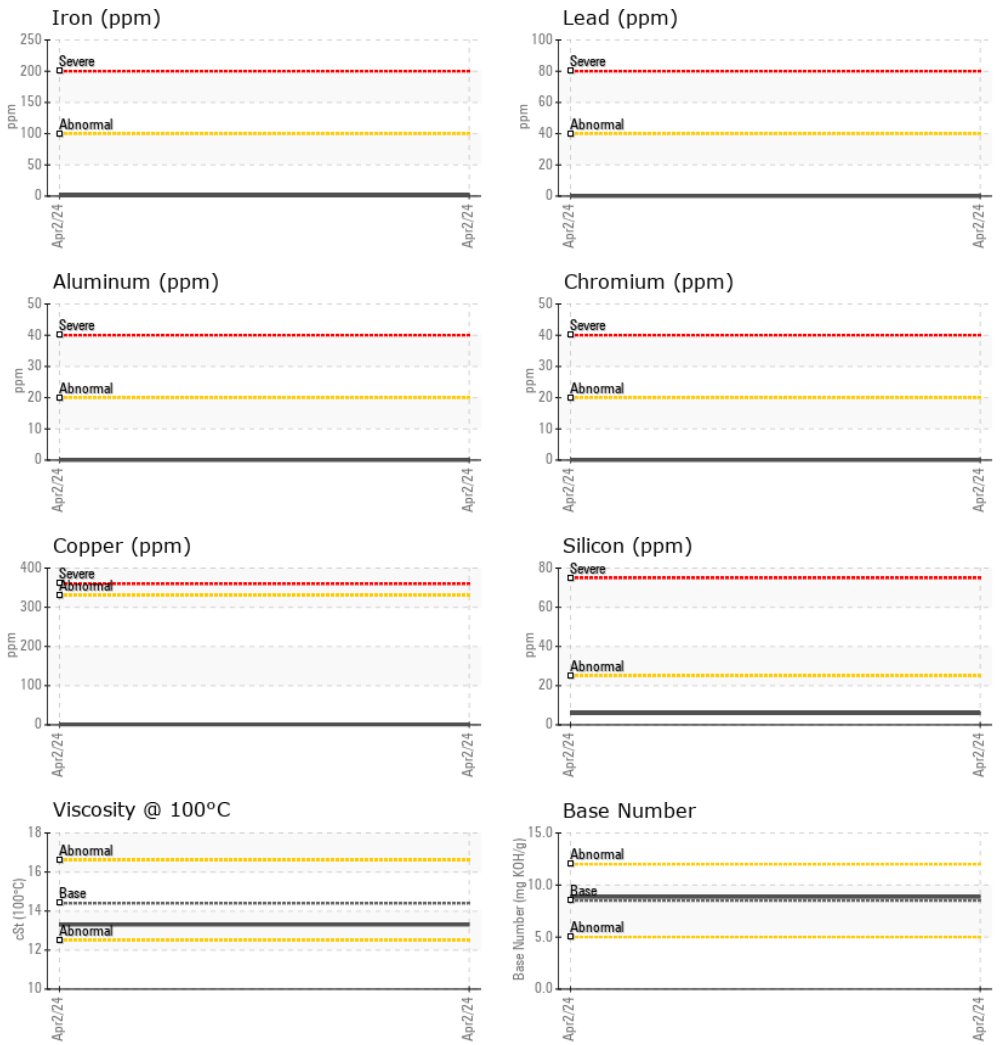 Iron (ppm)
250
200
150
100
50
0
ppm
Severe
Abnormal
Apr2/24
Apr2/24
Lead (ppm)
100
80
60
40
20
0
ppm
Severe
Abnormal
Apr2/24
Apr2/24
Aluminum (ppm)
50
40
30
20
10
0
ppm
Severe
Abnormal
Apr2/24
Apr2/24
Chromium (ppm)
50
40
30
20
10
0
ppm
Severe
Abnormal
Apr2/24
Apr2/24
Copper (ppm)
400
300
200
100
0
ppm
Severe
Abnormal
Apr2/24
Apr2/24
Silicon (ppm)
80
60
40
20
0
ppm
Severe
Abnormal
Apr2/24
Apr2/24
Viscosity @ 100°C
18
16
14
12
10
cSt (100°C)
Abnormal
Base
Abnormal
Apr2/24
Apr2/24
Base Number
15.0
10.0
5.0
0.0
Base Number (mg KOH/g)
Abnormal
Base
Abnormal
Apr2/24
Apr2/24